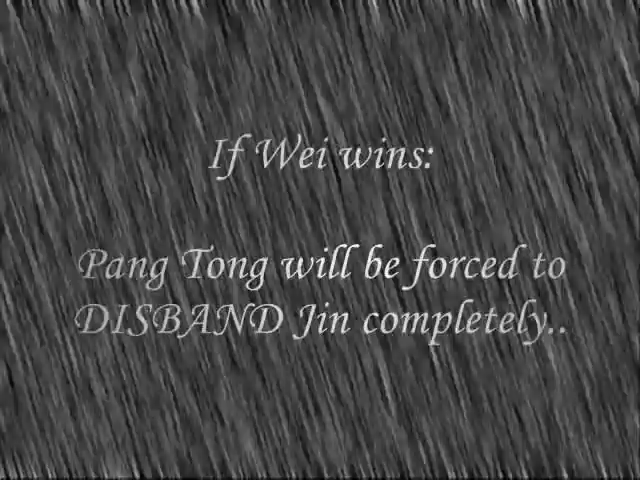 If Wei wins:
Pang Tong will be forced to
DISBAND Jin completely..